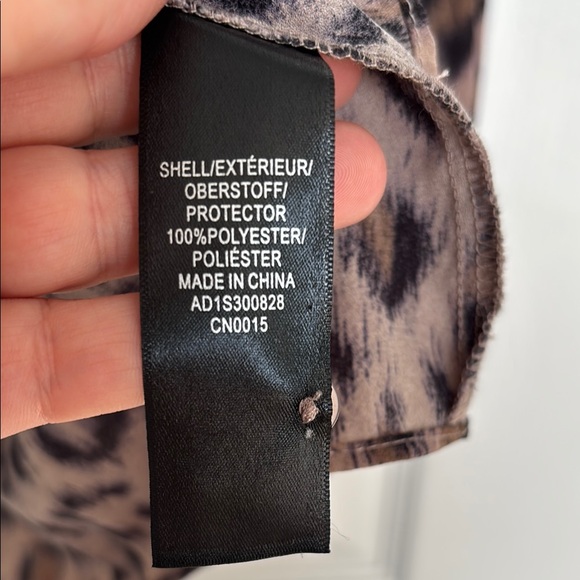 SHELL/EXTÉRIEUR/
OBERSTOFF/
PROTECTOR
100%POLYESTER/
POLIÉSTER
MADE IN CHINA
AD1S300828
CN0015